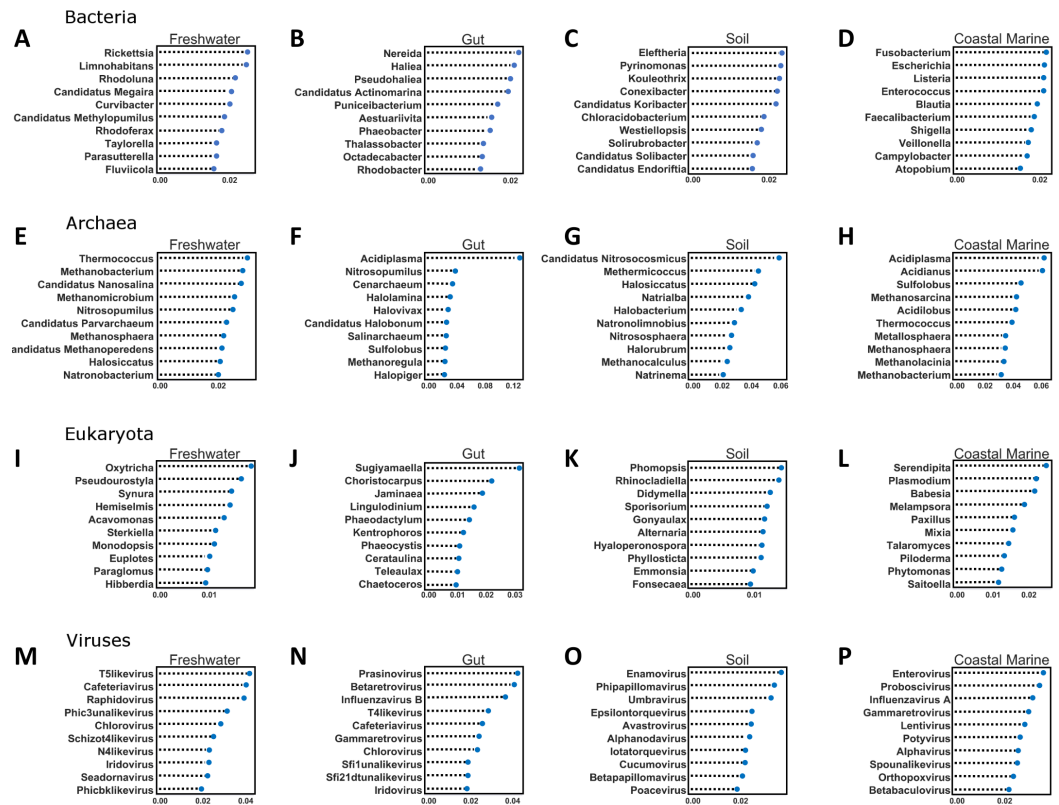 Bacteria
A
Freshwater
Rickettsia
Limnohabitans
Rhodoluna
Candidatus Megaira
Curvibacter
Candidatus Methylopumilus
Rhodoferax
Taylorella
Parasutterella
Fluviicola
0.00 0.02
B
Gut
Nereida
Haliea
Pseudohaliea
Candidatus Actinomarina
Puniceibacterium
Aestuariivita
Phaeobacter
Thalassobacter
Octadecabacter
Rhodobacter
0.00 0.02
C
Soil
Eleftheria
Pyrinomonas
Kouleothrix
Conexibacter
Candidatus Koribacter
Chloracidobacterium
Westiellopsis
Solirubrobacter
Candidatus Solibacter
Candidatus Endoriftia
0.00 0.02
D
Coastal Marine
Fusobacterium
Escherichia
Listeria
Enterococcus
Blautia
Faecalibacterium
Shigella
Veillonella
Campylobacter
Atopobium
0.00 0.02
Archaea
E
Freshwater
Thermococcus
Methanobacterium
Candidatus Nanosalina
Methanomicrobium
Nitrosopumilus
Candidatus Parvarchaeum
Methanosphaera
andidatus Methanoperedens
Halosiccatus
Natronobacterium
0.00 0.02
F
Gut
Acidiplasma
Nitrosopumilus
Cenarchaeum
Halolamina
Halovivax
Candidatus Halobonum
Salinarchaeum
Sulfolobus
Methanoregula
Halopiger
0.00 0.04 0.08 0.12
G
Soil
Candidatus Nitrosocosmicus
Methermicoccus
Halosiccatus
Natrialba
Halobacterium
Natronolimnobius
Nitrososphaera
Halorubrum
Methanocalculus
Natrinema
0.00 0.02 0.04 0.06
H
Coastal Marine
Acidiplasma
Acidianus
Sulfolobus
Methanosarcina
Acidilobus
Thermococcus
Metallosphaera
Methanosphaera
Methanolacinia
Methanobacterium
0.00 0.02 0.04 0.06
Eukaryota
I
Freshwater
Oxytricha
Pseudourostyla
Synura
Hemiselmis
Acavomonas
Sterkiella
Monodopsis
Euplotes
Paraglomus
Hibberdia
0.00 0.01
J
Gut
Sugiyamaella
Choristocarpus
Jaminaea
Lingulodinium
Phaeodactylum
Kentrophoros
Phaeocystis
Cerataulina
Teleaulax
Chaetoceros
0.00 0.01 0.02 0.03
K
Soil
Phomopsis
Rhinocladiella
Didymella
Sporisorium
Gonyaulax
Alternaria
Hyaloperonospora
Phyllosticta
Emmonsia
Fonsecaea
0.00 0.01
L
Coastal Marine
Serendipita
Plasmodium
Babesia
Melampsora
Paxillus
Mixia
Talaromyces
Piloderma
Phytomonas
Saitoella
0.00 0.01 0.02
Viruses
M
Freshwater
T5likevirus
Cafeteriavirus
Raphidovirus
Phic3unalikevirus
Chlorovirus
Schizot4likevirus
N4likevirus
Iridovirus
Seadornavirus
Phicbklikevirus
0.00 0.02 0.04
N
Gut
Prasinovirus
Betaretrovirus
Influenzavirus B
T4likevirus
Cafeteriavirus
Gammaretrovirus
Chlorovirus
Sfi1unalikevirus
Sfi21dtunalikevirus
Iridovirus
0.00 0.02 0.04
O
Soil
Enamovirus
Phipapillomavirus
Umbravirus
Epsilontorquevirus
Avastrovirus
Alphanodavirus
Iotatorquevirus
Cucumovirus
Betapapillomavirus
Poacevirus
0.00 0.02
P
Coastal Marine
Enterovirus
Proboscivirus
Influenzavirus A
Gammaretrovirus
Lentivirus
Potyvirus
Alphavirus
Spounalikevirus
Orthopoxvirus
Betabaculovirus
0.00 0.02